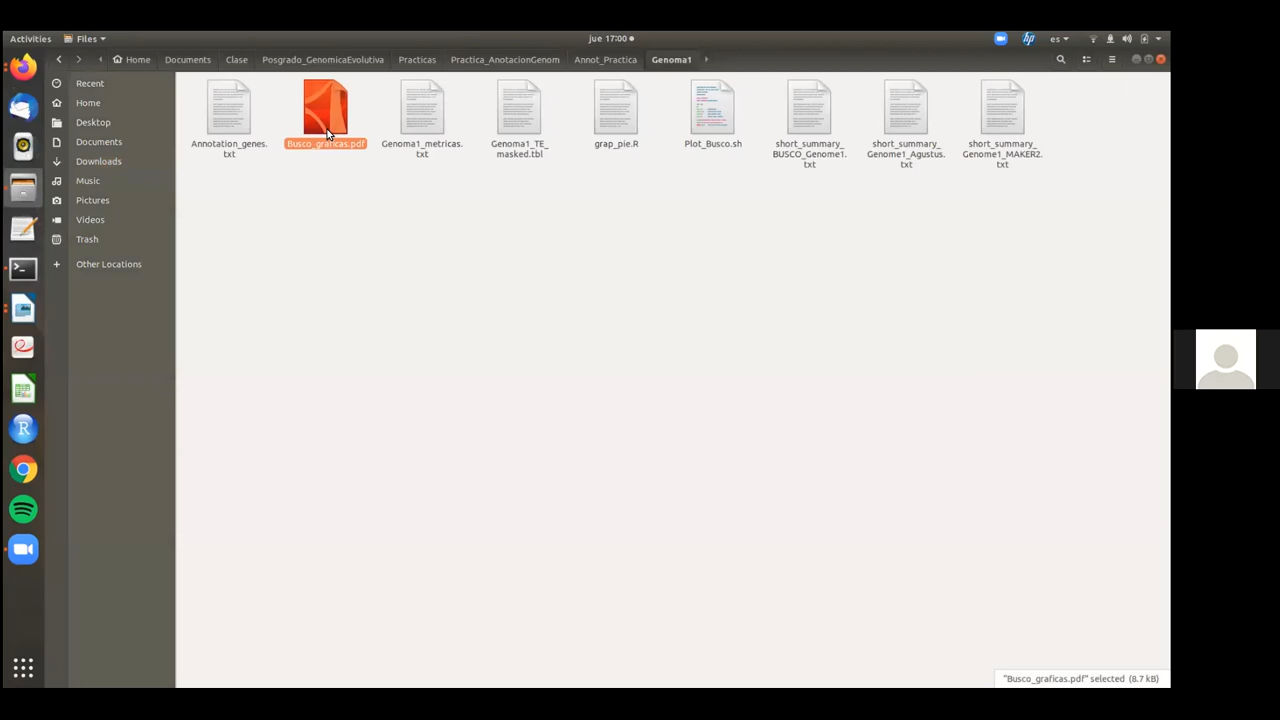 Activities
Files
jue 17:00
es
Home
Documents
Clase
Posgrado_GenomicaEvolutiva
Practicas
Practica_AnotacionGenom
Annot_Practica
Genoma1
Recent
Home
Desktop
Documents
Downloads
Music
Pictures
Videos
Trash
Other Locations
Annotation_genes.
txt
Busco_graficas.pdf
Genoma1_metricas.
txt
Genoma1_TE_
masked.tbl
grap_pie.R
Plot_Busco.sh
short_summary_
BUSCO_Genome1.
txt
short_summary_
Genome1_Agustus.
txt
short_summary_
Genome1_MAKER2.
txt
"Busco_graficas.pdf" selected (8.7 kB)